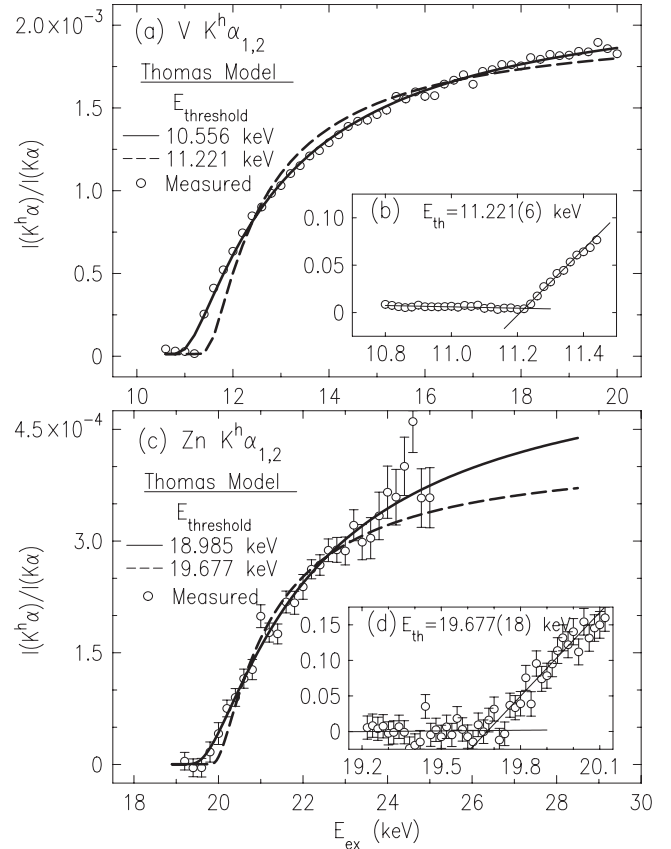 2.0×10⁻³
(a) V Kʰα₁,₂
Thomas Model
E_threshold
10.556 keV
11.221 keV
Measured
1.5
1.0
0.5
0
I(Kʰα)/I(Kα)
(b) E_th=11.221(6) keV
0.10
0.05
0
10.8 11.0 11.2 11.4
10 12 14 16 18 20
4.5×10⁻⁴
(c) Zn Kʰα₁,₂
Thomas Model
E_threshold
18.985 keV
19.677 keV
Measured
3.0
1.5
0
I(Kʰα)/I(Kα)
(d) E_th=19.677(18) keV
0.15
0.10
0.05
0
19.2 19.5 19.8 20.1
18 20 22 24 26 28 30
E_ex (keV)